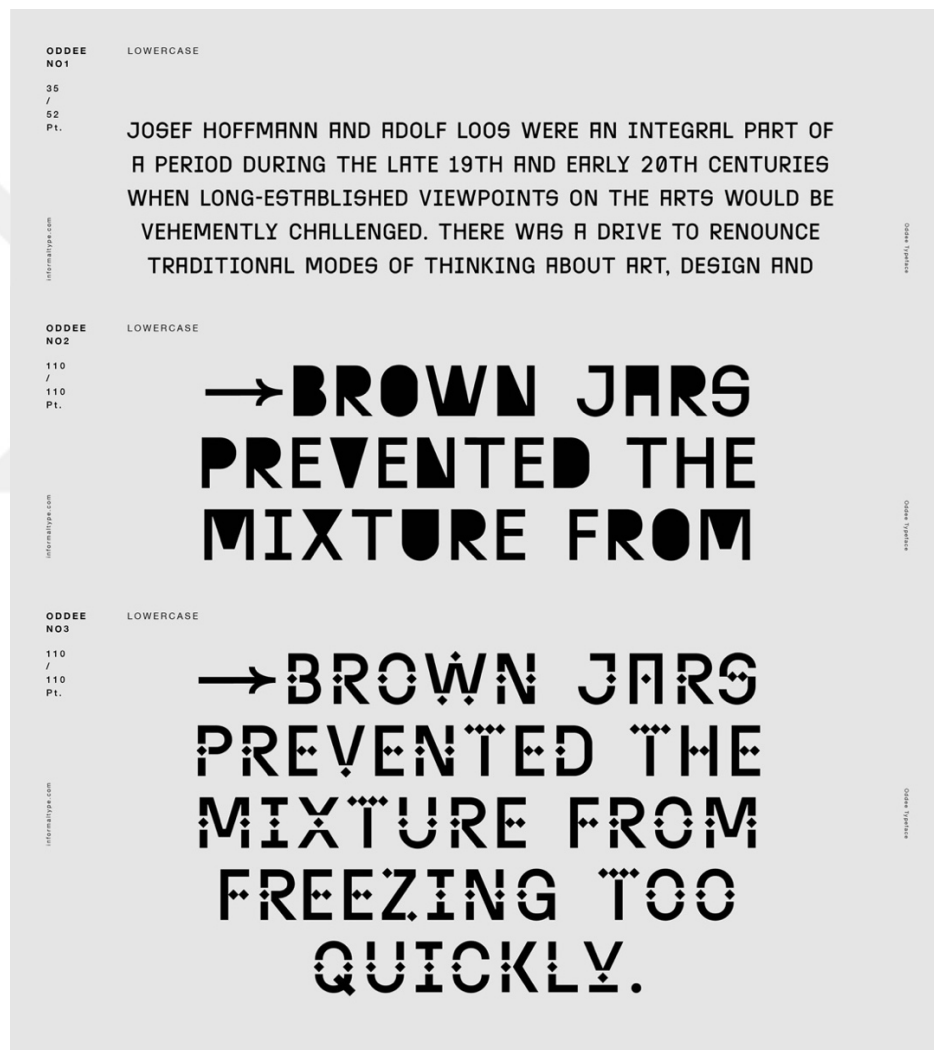 ODDEE
NO1
LOWERCASE
35
/
52
Pt.
JOSEF HOFFMANN AND ADOLF LOOS WERE AN INTEGRAL PART OF
A PERIOD DURING THE LATE 19TH AND EARLY 20TH CENTURIES
WHEN LONG-ESTABLISHED VIEWPOINTS ON THE ARTS WOULD BE
VEHEMENTLY CHALLENGED. THERE WAS A DRIVE TO RENOUNCE
TRADITIONAL MODES OF THINKING ABOUT ART, DESIGN AND
informaltype.com
Oddee Typeface
ODDEE
NO2
LOWERCASE
110
/
110
Pt.
→BROWN JARS
PREVENTED THE
MIXTURE FROM
informaltype.com
Oddee Typeface
ODDEE
NO3
LOWERCASE
110
/
110
Pt.
→BROWN JARS
PREVENTED THE
MIXTURE FROM
FREEZING TOO
QUICKLY.
informaltype.com
Oddee Typeface